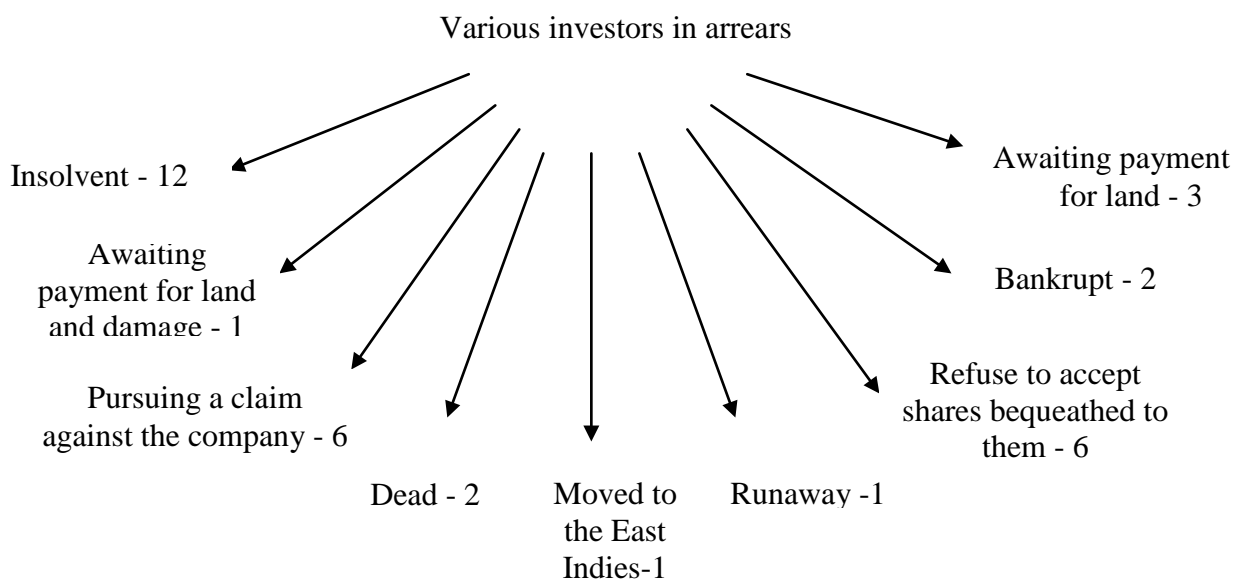 Various investors in arrears
Insolvent - 12
Awaiting
payment for land
and damage - 1
Pursuing a claim
against the company - 6
Dead - 2
Moved to
the East
Indies-1
Runaway -1
Refuse to accept
shares bequeathed to
them - 6
Bankrupt - 2
Awaiting payment
for land - 3